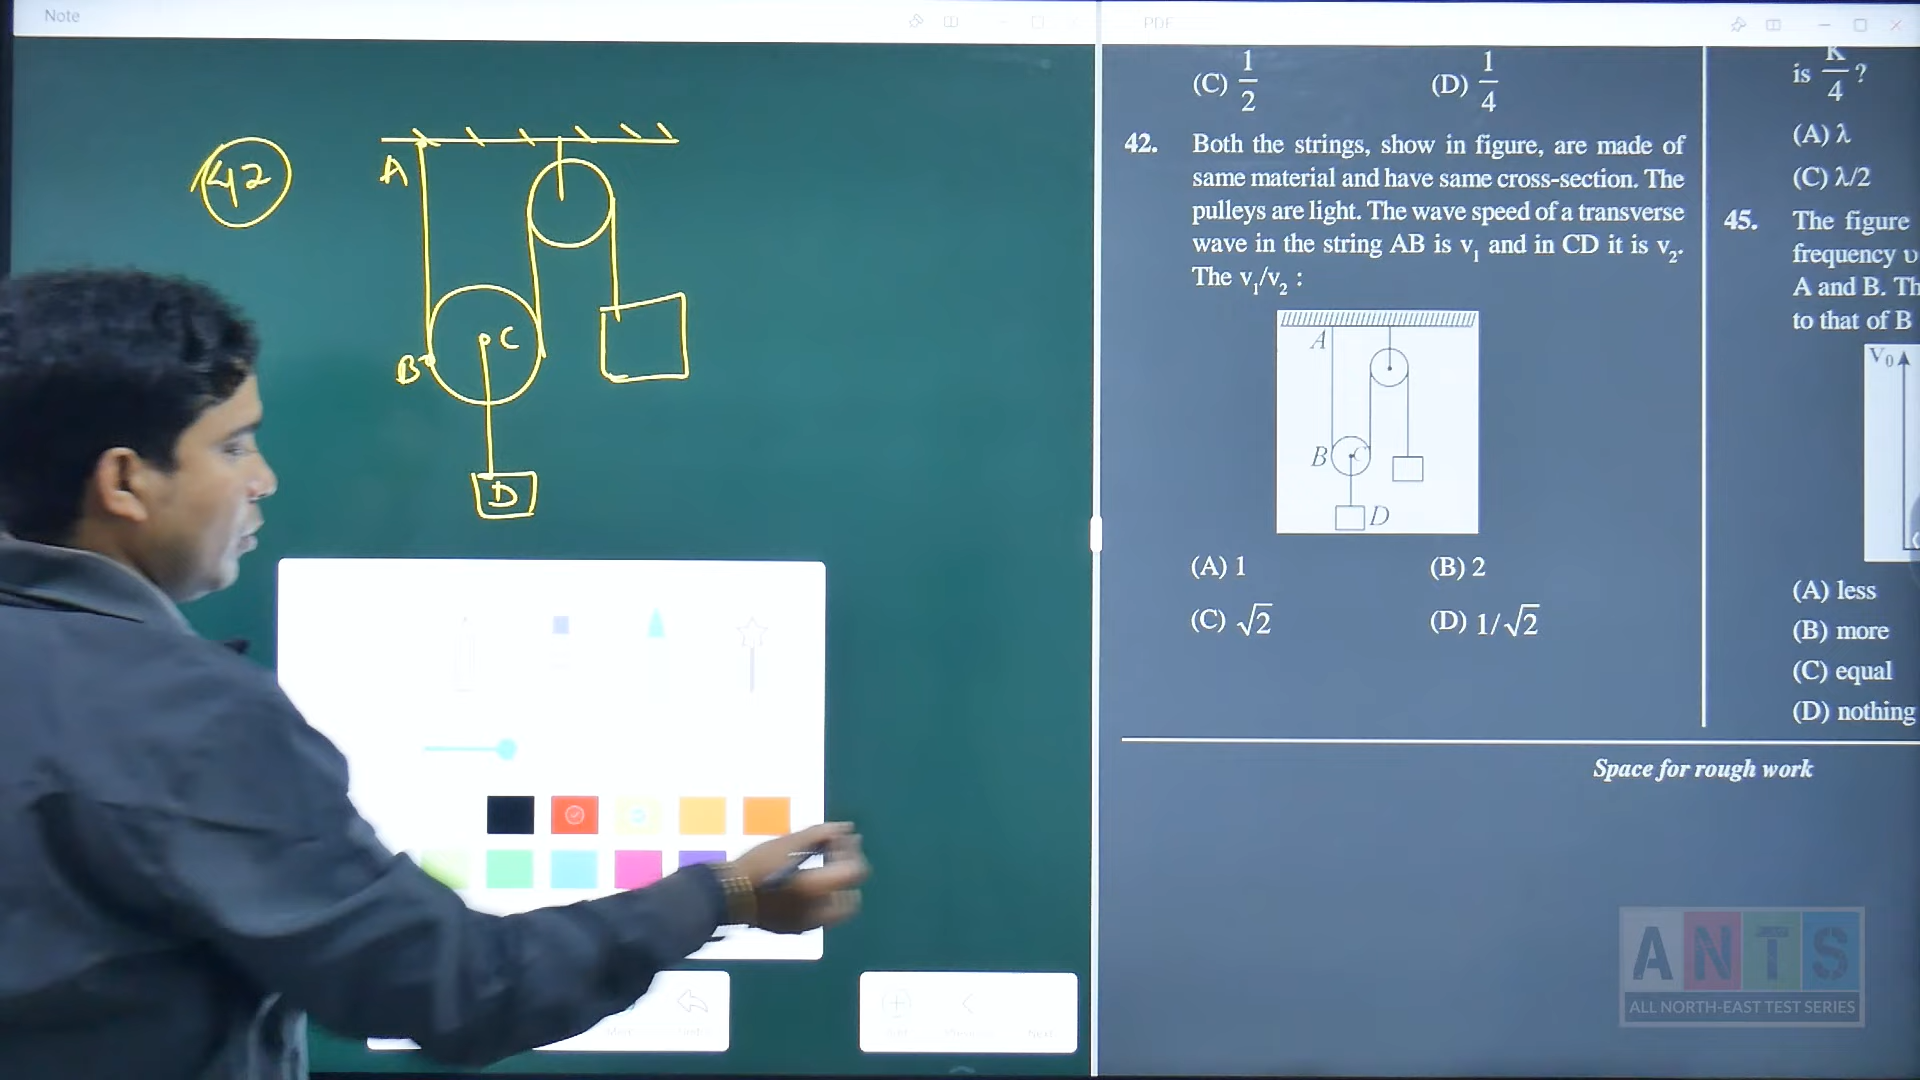 Note
42
A
C
B
D
PDF
(C) 1/2 (D) 1/4
42. Both the strings, show in figure, are made of
same material and have same cross-section. The
pulleys are light. The wave speed of a transverse
wave in the string AB is v₁ and in CD it is v₂.
The v₁/v₂ :
A
B C
D
(A) 1 (B) 2
(C) √2 (D) 1/√2
is K/4 ?
(A) λ
(C) λ/2
45. The figure
frequency υ
A and B. Th
to that of B
V₀
(A) less
(B) more
(C) equal
(D) nothing
Space for rough work
ANTS
ALL NORTH-EAST TEST SERIES